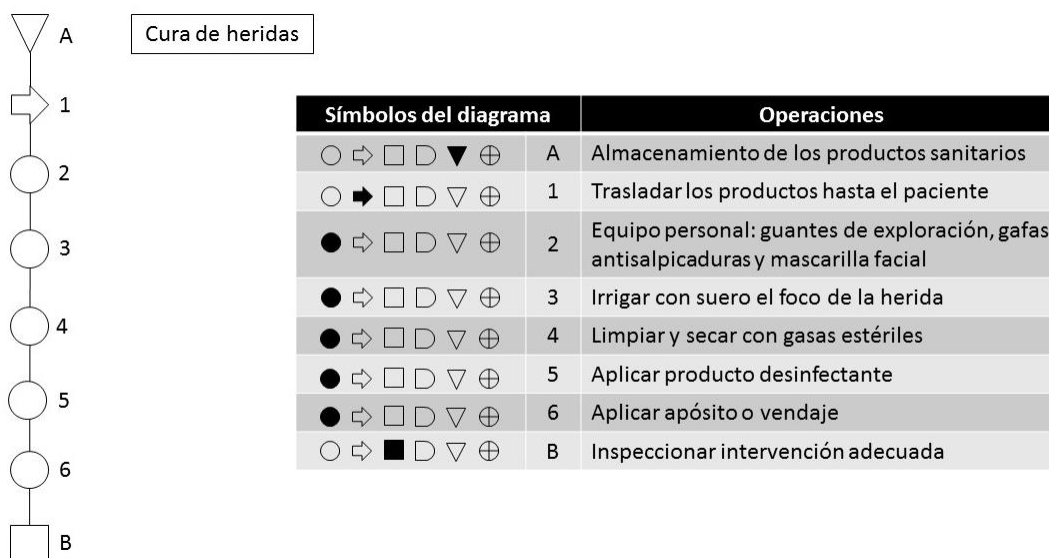 A
Cura de heridas
1
2
3
4
5
6
B
Símbolos del diagrama Operaciones
A Almacenamiento de los productos sanitarios
1 Trasladar los productos hasta el paciente
2 Equipo personal: guantes de exploración, gafas
antisalpicaduras y mascarilla facial
3 Irrigar con suero el foco de la herida
4 Limpiar y secar con gasas estériles
5 Aplicar producto desinfectante
6 Aplicar apósito o vendaje
B Inspeccionar intervención adecuada